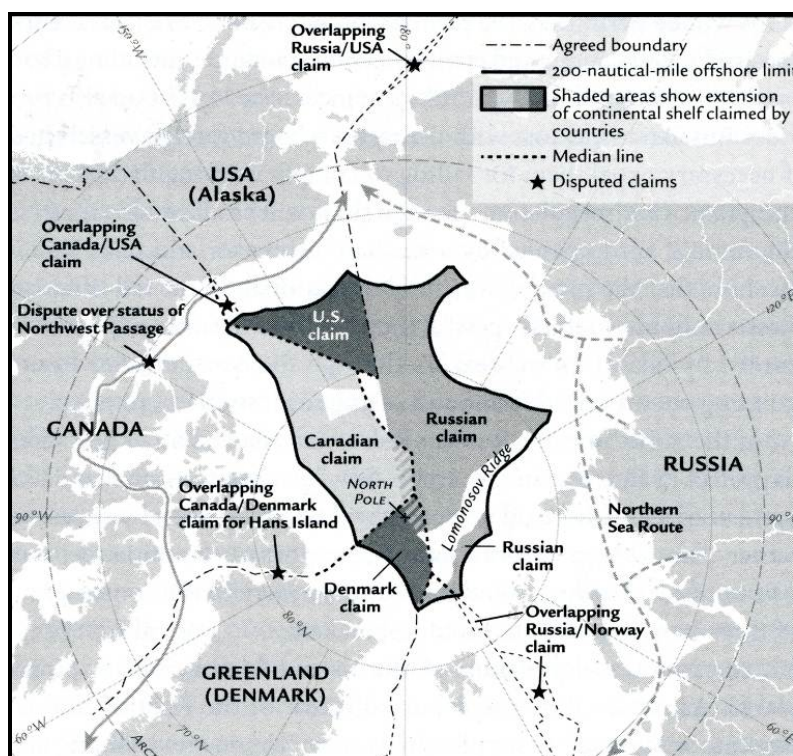 150°W
180°
Overlapping
Russia/USA
claim
Agreed boundary
200-nautical-mile offshore limit
Shaded areas show extension
of continental shelf claimed by
countries
Median line
Disputed claims
USA
(Alaska)
Overlapping
Canada/USA
claim
Dispute over status of
Northwest Passage
120°E
U.S.
claim
CANADA
Canadian
claim
Russian
claim
NORTH
POLE
Lomonosov Ridge
RUSSIA
Overlapping
Canada/Denmark
claim for Hans Island
Northern
Sea Route
90°W
90°E
Russian
claim
Denmark
claim
80°N
Overlapping
Russia/Norway
claim
GREENLAND
(DENMARK)
60°W
70°N
60°E